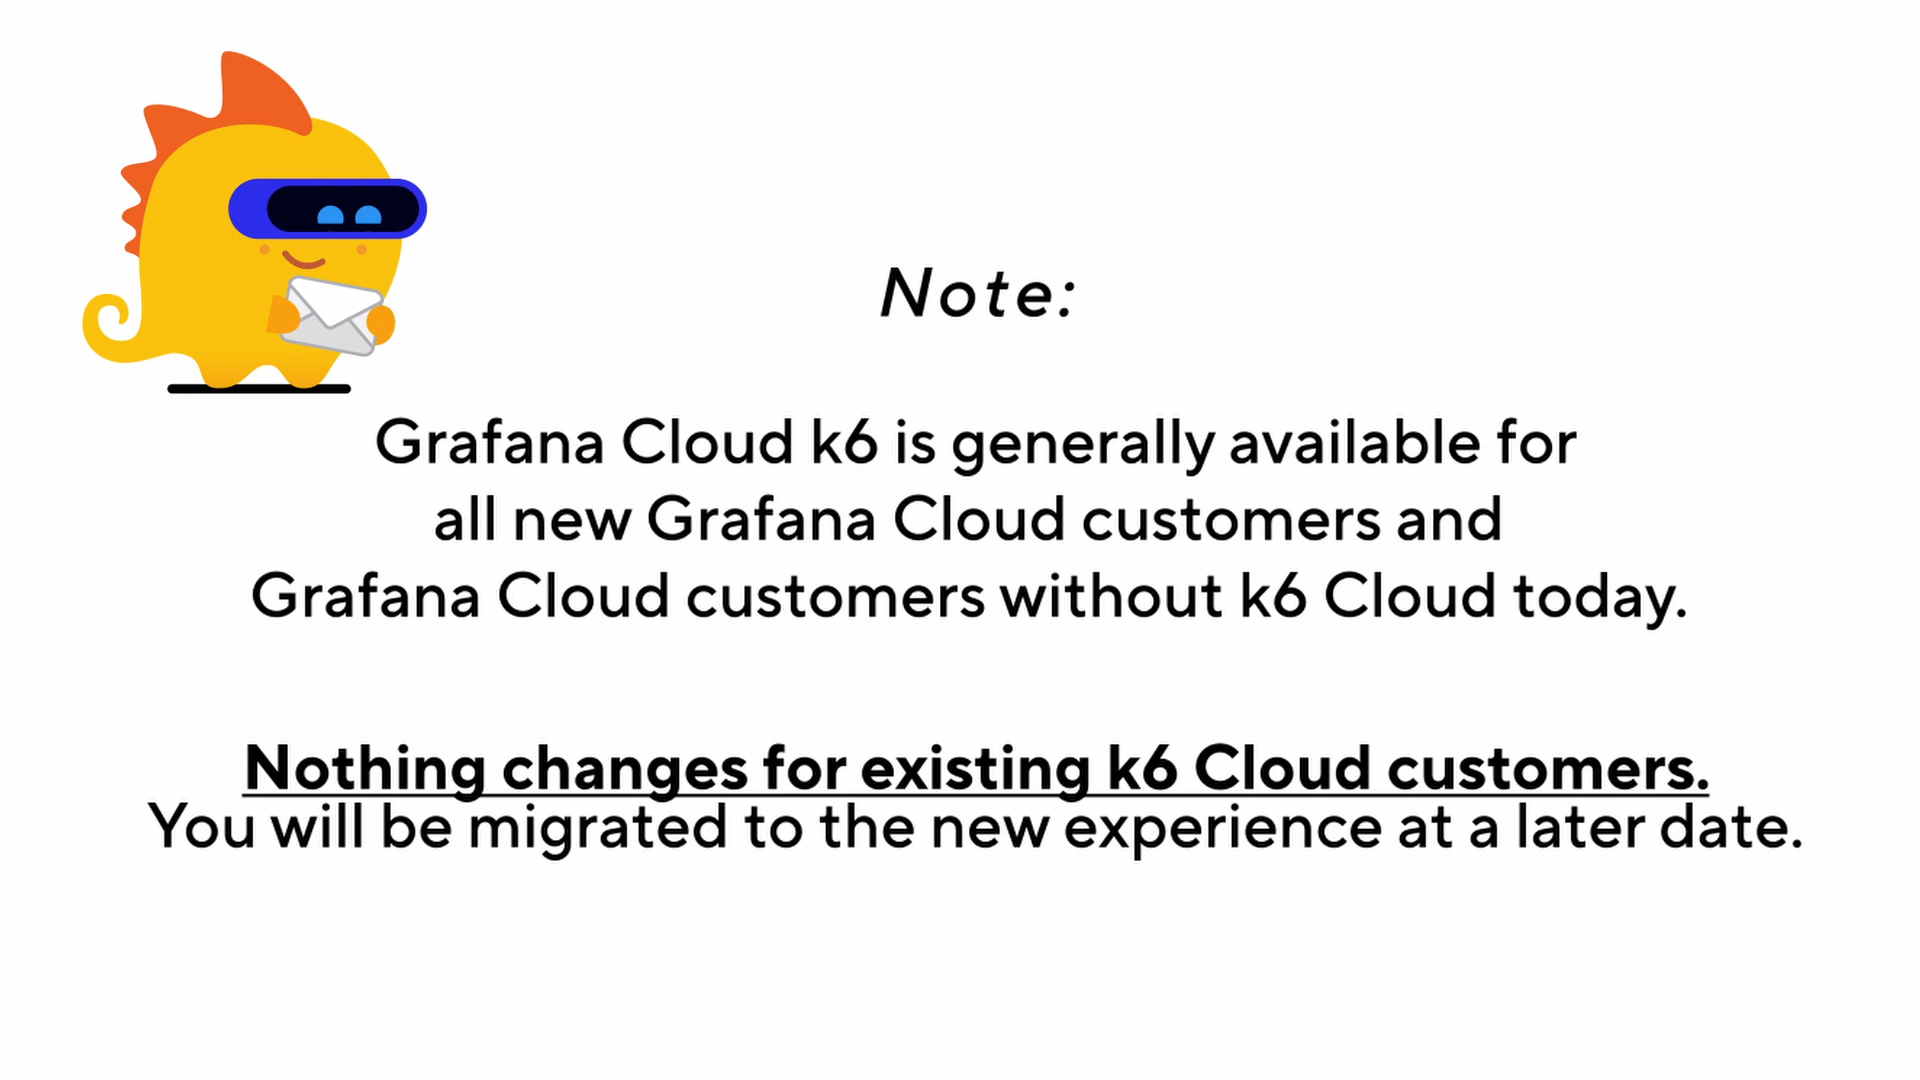 Note:
Grafana Cloud k6 is generally available for
all new Grafana Cloud customers and
Grafana Cloud customers without k6 Cloud today.
Nothing changes for existing k6 Cloud customers.
You will be migrated to the new experience at a later date.